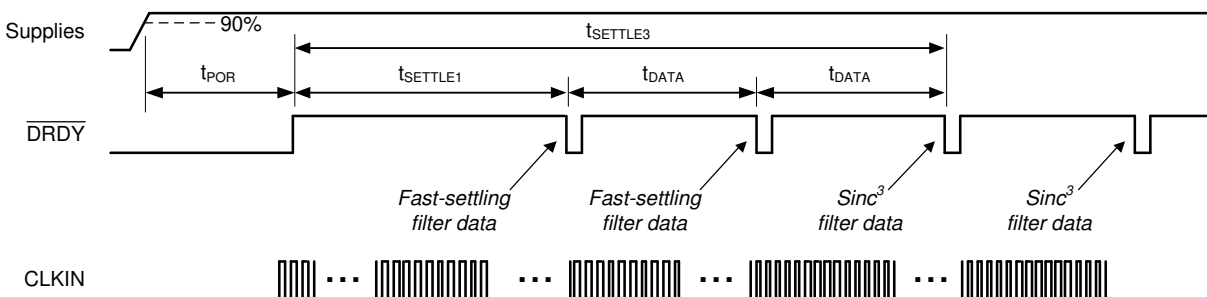 Supplies
90%
tSETTLE3
tPOR
tSETTLE1
tDATA
tDATA
DRDY
Fast-settling
filter data
Fast-settling
filter data
Sinc³
filter data
Sinc³
filter data
CLKIN